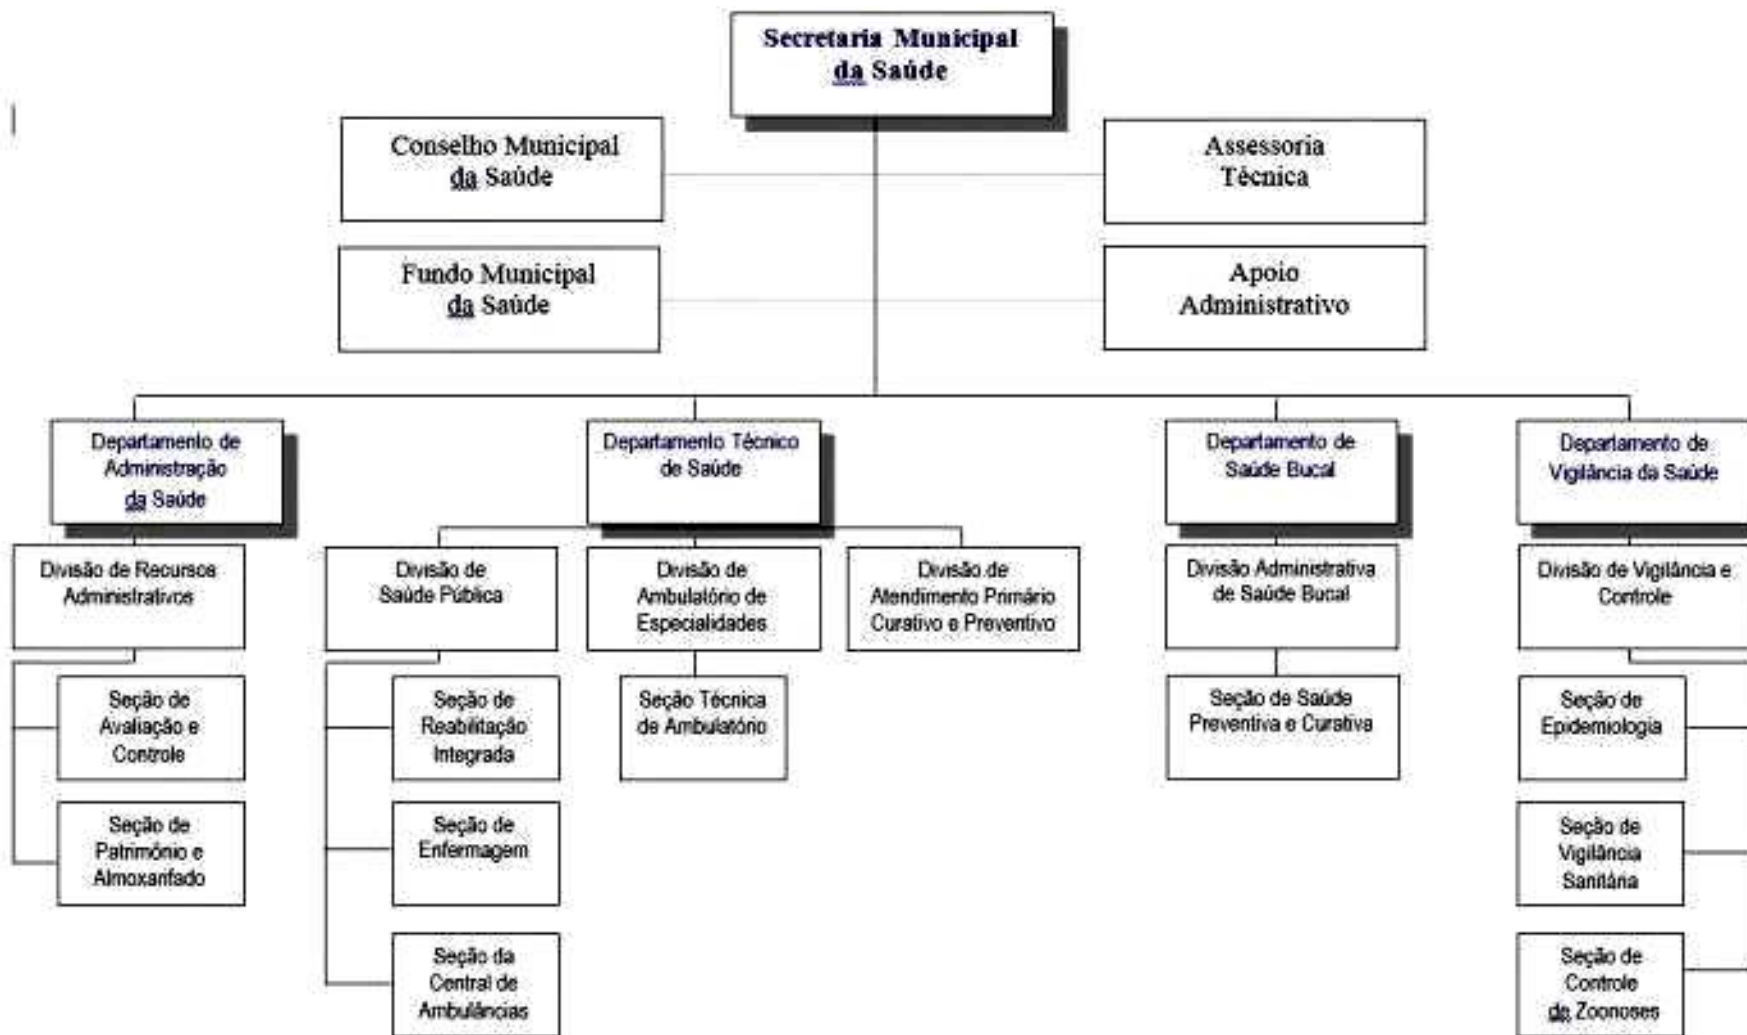 Secretaria Municipal
da Saúde
Conselho Municipal
da Saúde
Assessoria
Técnica
Fundo Municipal
da Saúde
Apoio
Administrativo
Departamento de
Administração
da Saúde
Departamento Técnico
de Saúde
Departamento de
Saúde Bucal
Departamento de
Vigilância da Saúde
Divisão de Recursos
Administrativos
Divisão de
Saúde Pública
Divisão de
Ambulatório de
Especialidades
Divisão de
Atendimento Primário
Curativo e Preventivo
Divisão Administrativa
de Saúde Bucal
Divisão de Vigilância e
Controle
Seção de
Avaliação e
Controle
Seção de
Reabilitação
Integrada
Seção Técnica
de Ambulatório
Seção de Saúde
Preventiva e Curativa
Seção de
Epidemiologia
Seção de
Patrimônio e
Almoxarifado
Seção de
Enfermagem
Seção de
Vigilância
Sanitária
Seção da
Central de
Ambulâncias
Seção de
Controle
de Zoonoses